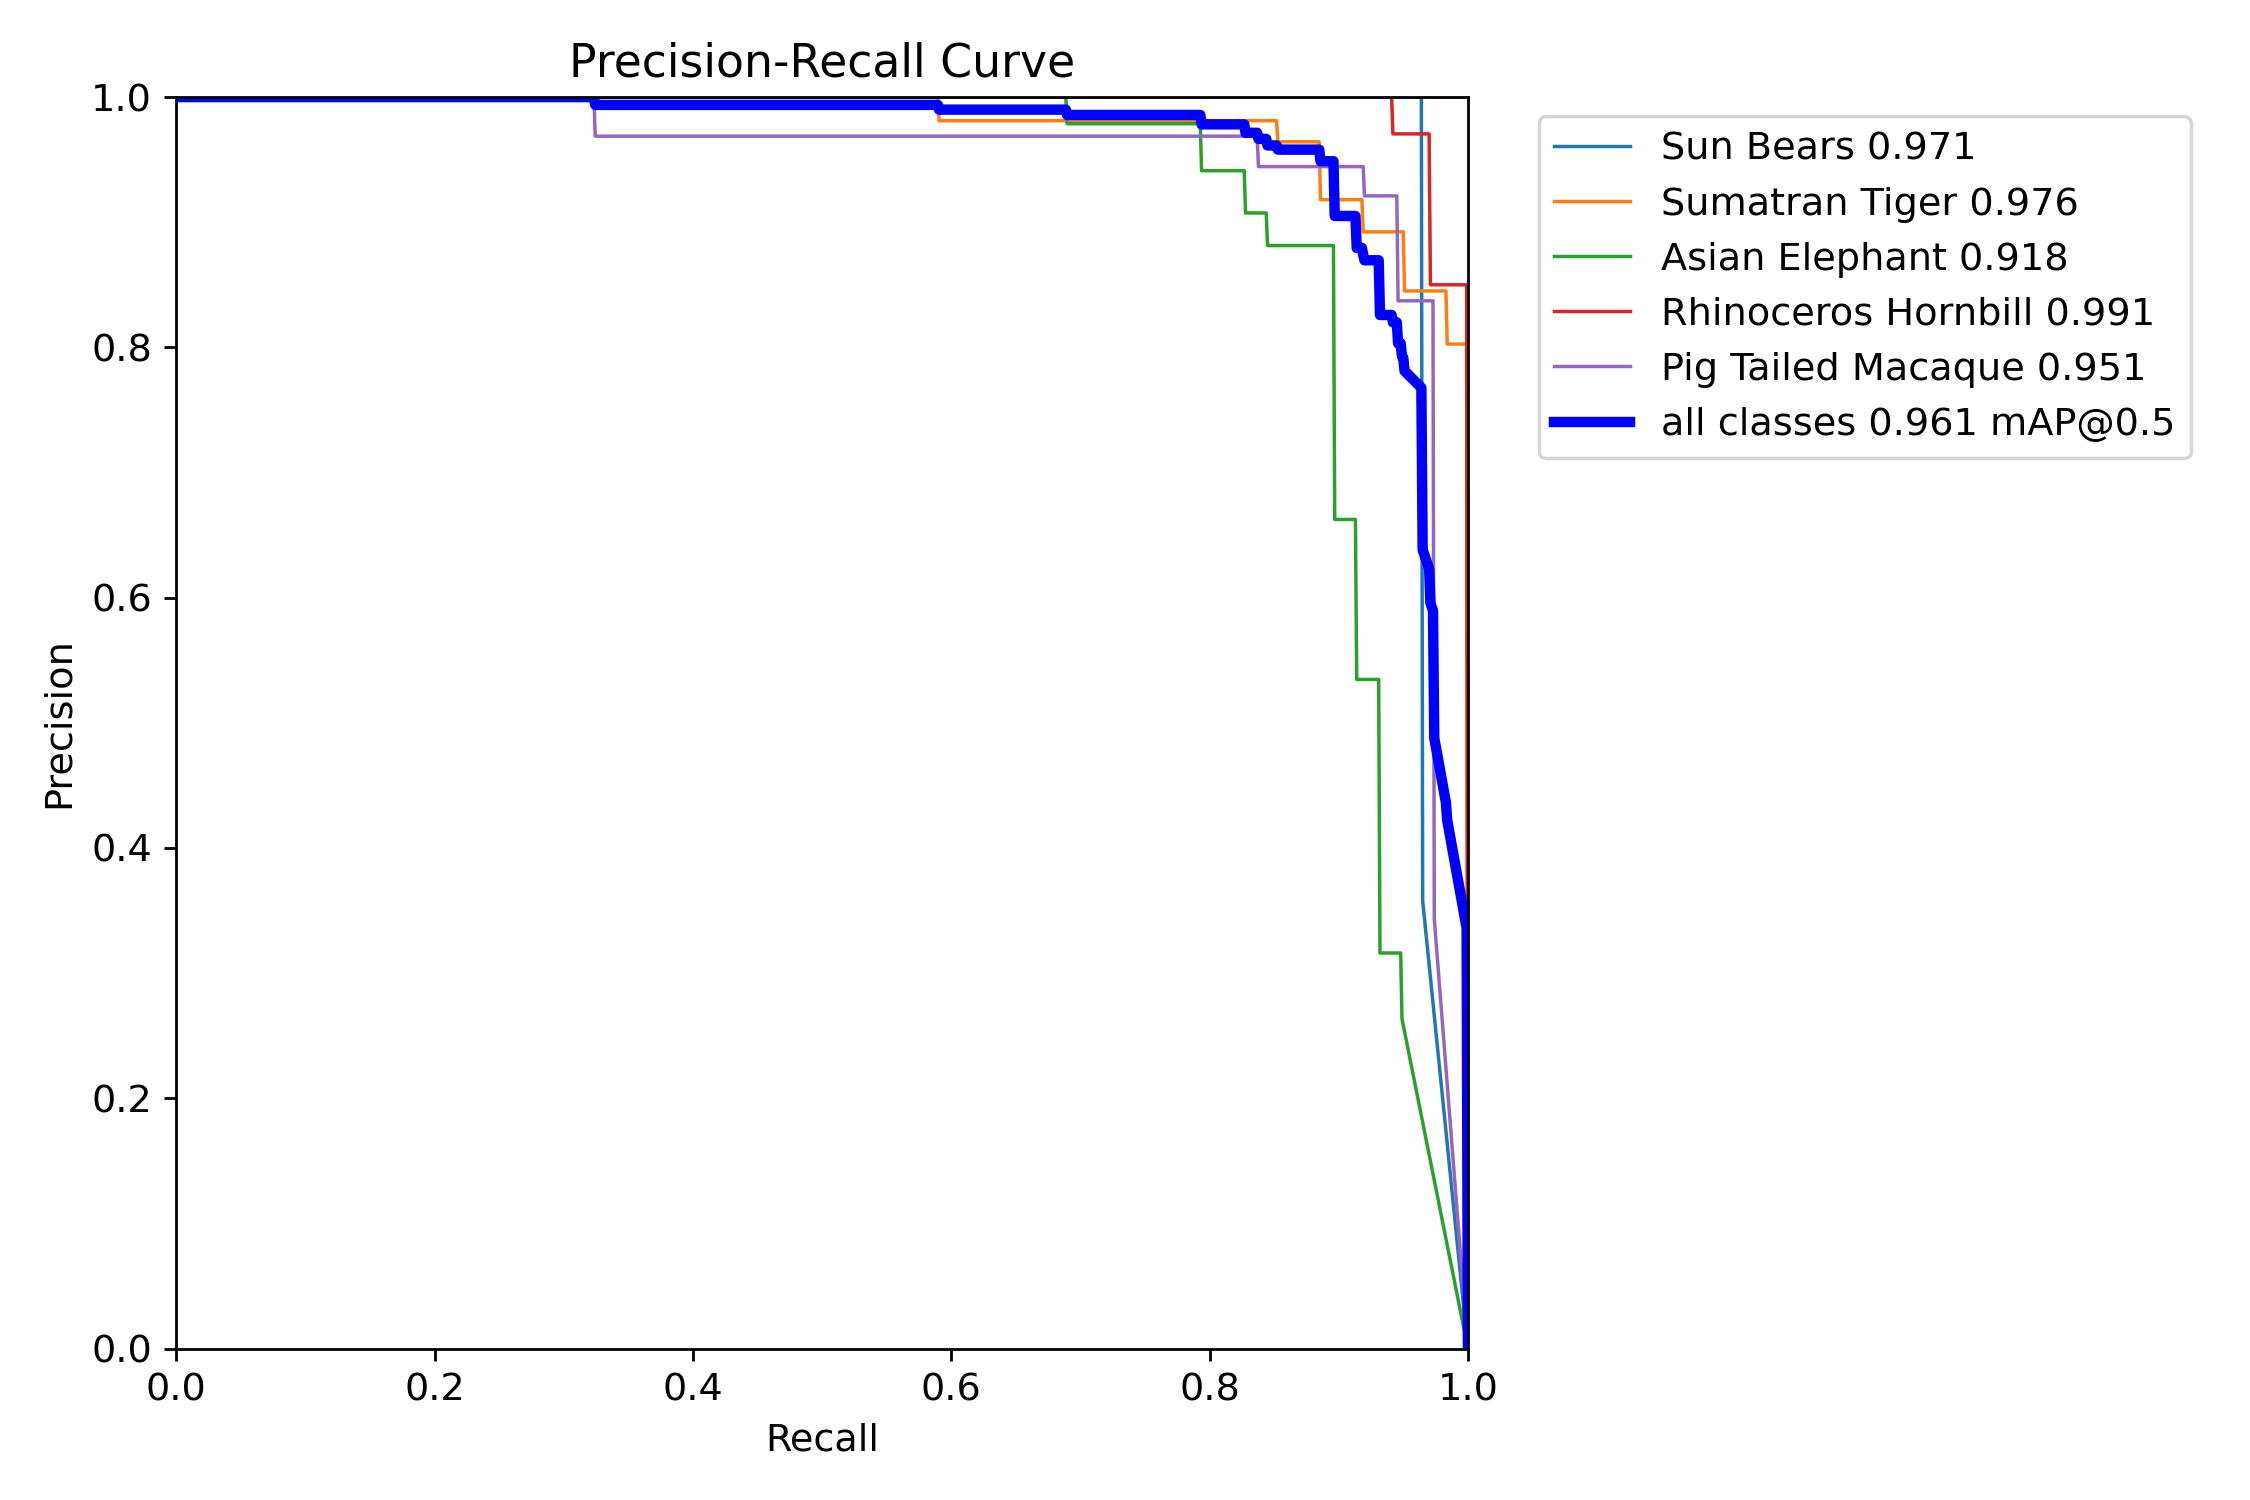 Precision-Recall Curve
1.0
0.8
0.6
0.4
0.2
0.0
Precision
0.0 0.2 0.4 0.6 0.8 1.0
Recall
Sun Bears 0.971
Sumatran Tiger 0.976
Asian Elephant 0.918
Rhinoceros Hornbill 0.991
Pig Tailed Macaque 0.951
all classes 0.961 mAP@0.5